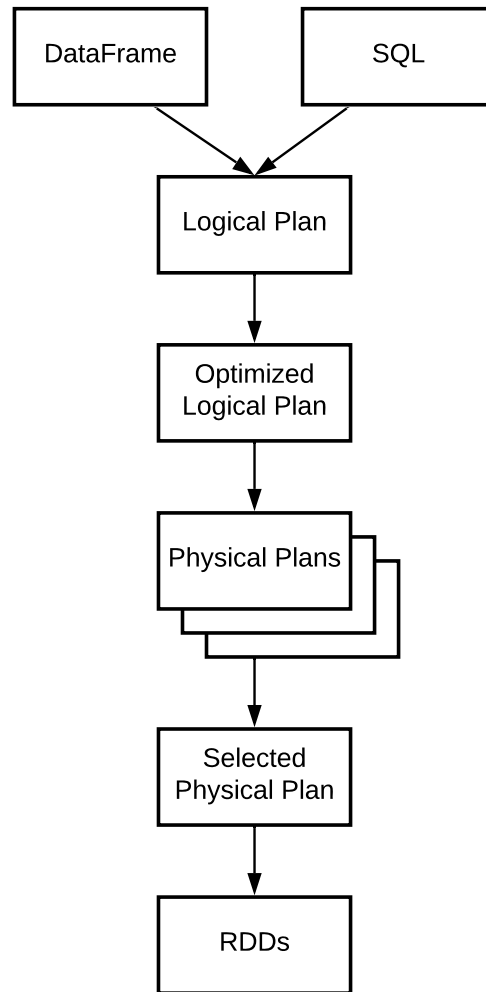 DataFrame
SQL
Logical Plan
Optimized
Logical Plan
Physical Plans
Selected
Physical Plan
RDDs